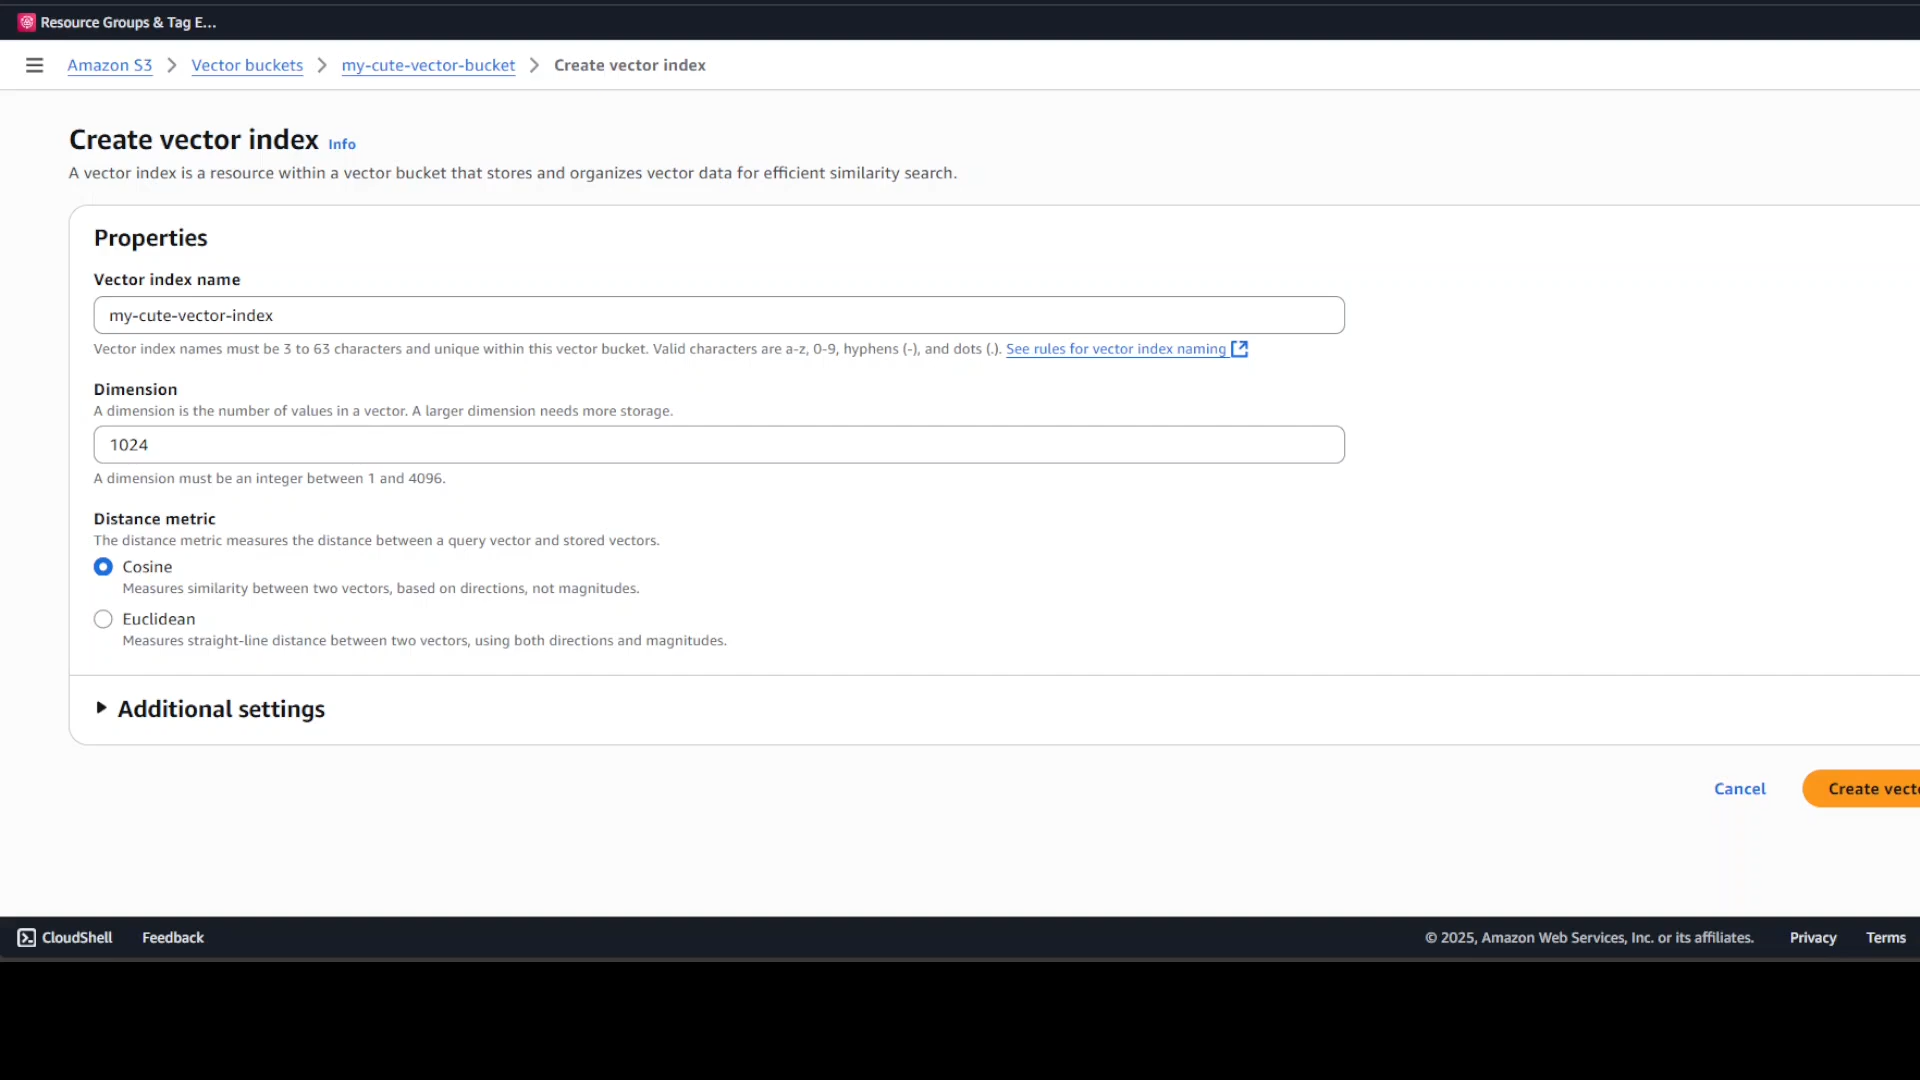 Resource Groups & Tag E...
Amazon S3 > Vector buckets > my-cute-vector-bucket > Create vector index
Create vector index Info
A vector index is a resource within a vector bucket that stores and organizes vector data for efficient similarity search.
Properties
Vector index name
my-cute-vector-index
Vector index names must be 3 to 63 characters and unique within this vector bucket. Valid characters are a-z, 0-9, hyphens (-), and dots (.). See rules for vector index naming
Dimension
A dimension is the number of values in a vector. A larger dimension needs more storage.
1024
A dimension must be an integer between 1 and 4096.
Distance metric
The distance metric measures the distance between a query vector and stored vectors.
Cosine
Measures similarity between two vectors, based on directions, not magnitudes.
Euclidean
Measures straight-line distance between two vectors, using both directions and magnitudes.
Additional settings
Cancel Create vect
CloudShell Feedback © 2025, Amazon Web Services, Inc. or its affiliates. Privacy Terms